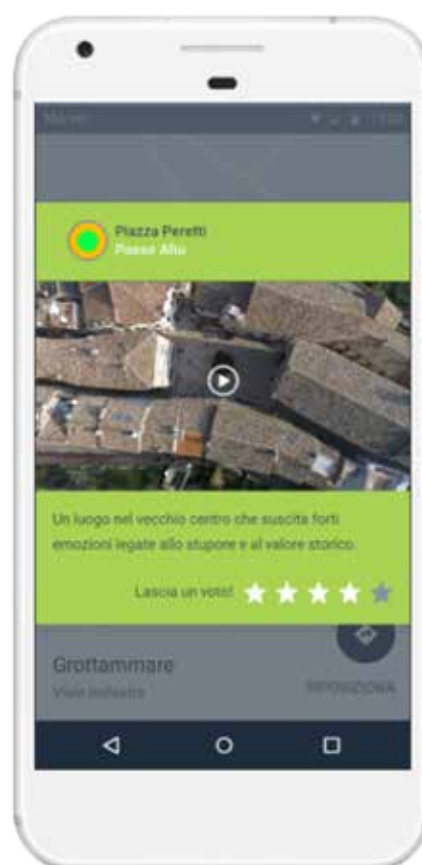 Piazza Peretti
Paese Alto
Un luogo nel vecchio centro che suscita forti
emozioni legate allo stupore e al valore storico.
Lascia un voto!
Grottammare
RIPOSIZIONA